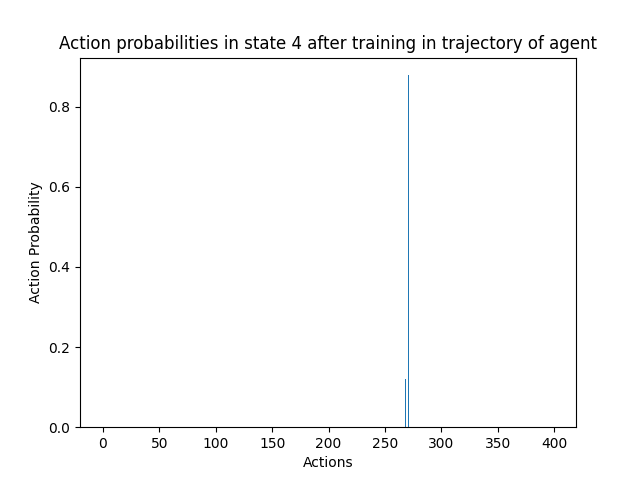 Action probabilities in state 4 after training in trajectory of agent
0.8
0.6
0.4
0.2
0.0
Action Probability
0 50 100 150 200 250 300 350 400
Actions